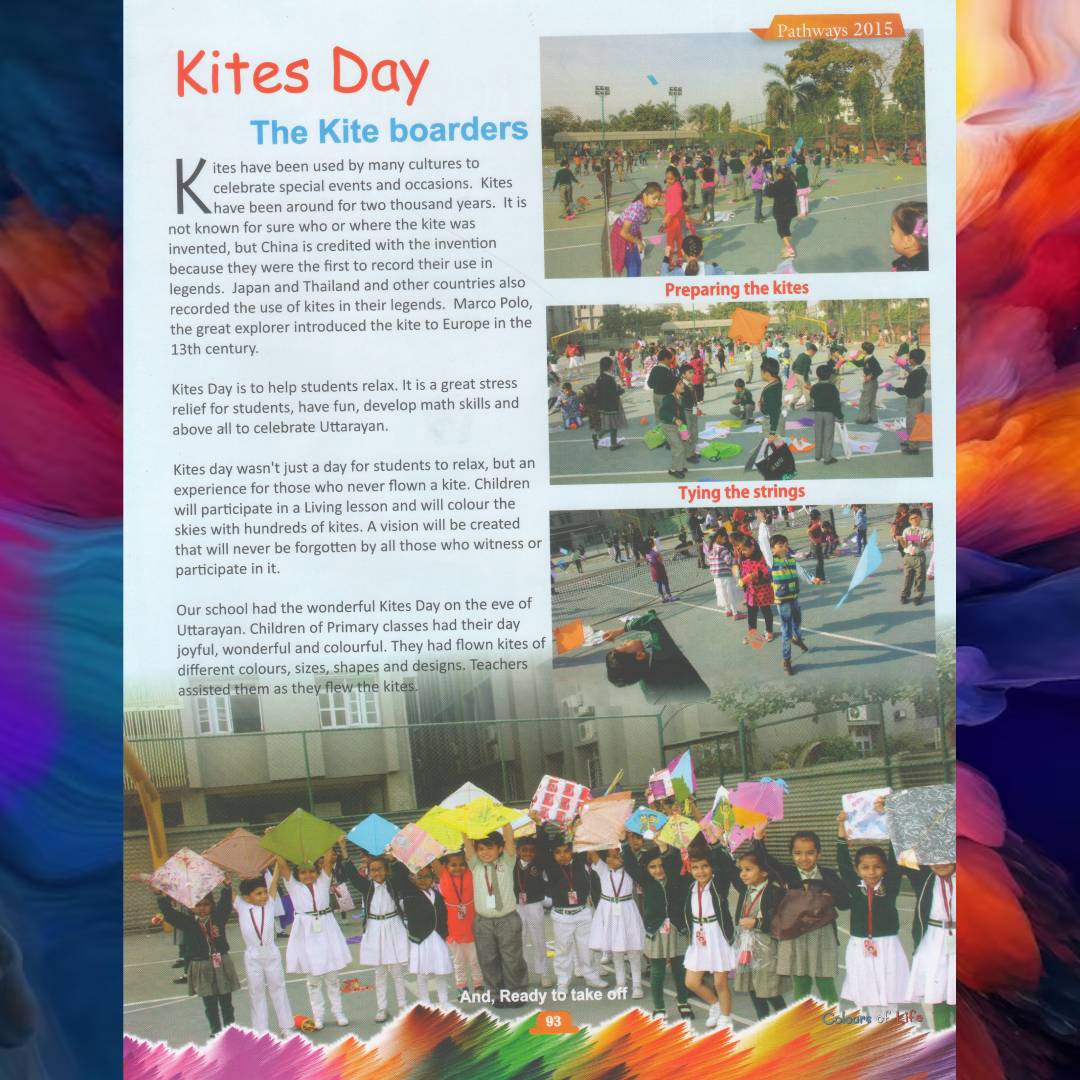 Pathways 2015
Kites Day
The Kite boarders
Kites have been used by many cultures to
celebrate special events and occasions. Kites
have been around for two thousand years. It is
not known for sure who or where the kite was
invented, but China is credited with the invention
because they were the first to record their use in
legends. Japan and Thailand and other countries also
recorded the use of kites in their legends. Marco Polo,
the great explorer introduced the kite to Europe in the
13th century.
Kites Day is to help students relax. It is a great stress
relief for students, have fun, develop math skills and
above all to celebrate Uttarayan.
Kites day wasn't just a day for students to relax, but an
experience for those who never flown a kite. Children
will participate in a Living lesson and will colour the
skies with hundreds of kites. A vision will be created
that will never be forgotten by all those who witness or
participate in it.
Our school had the wonderful Kites Day on the eve of
Uttarayan. Children of Primary classes had their day
joyful, wonderful and colourful. They had flown kites of
different colours, sizes, shapes and designs. Teachers
assisted them as they flew the kites.
Preparing the kites
Tying the strings
And, Ready to take off
93
Colours of Life